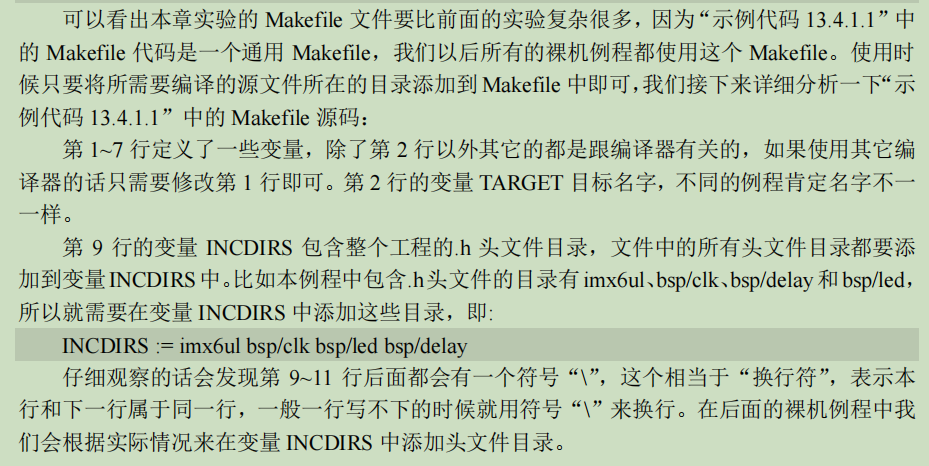 可以看出本章实验的 Makefile 文件要比前面的实验复杂很多，因为“示例代码 13.4.1.1”中
的 Makefile 代码是一个通用 Makefile，我们以后所有的裸机例程都使用这个 Makefile。使用时
候只要将所需要编译的源文件所在的目录添加到 Makefile 中即可，我们接下来详细分析一下“示
例代码 13.4.1.1”中的 Makefile 源码：
第 1~7 行定义了一些变量，除了第 2 行以外其它的都是跟编译器有关的，如果使用其它编
译器的话只需要修改第 1 行即可。第 2 行的变量 TARGET 目标名字，不同的例程肯定名字不一
一样。
第 9 行的变量 INCDIRS 包含整个工程的.h 头文件目录，文件中的所有头文件目录都要添
加到变量 INCDIRS 中。比如本例程中包含.h 头文件的目录有 imx6ul、bsp/clk、bsp/delay 和 bsp/led，
所以就需要在变量 INCDIRS 中添加这些目录，即:
INCDIRS := imx6ul bsp/clk bsp/led bsp/delay
仔细观察的话会发现第 9~11 行后面都会有一个符号“\”，这个相当于“换行符”，表示本
行和下一行属于同一行，一般一行写不下的时候就用符号“\”来换行。在后面的裸机例程中我
们会根据实际情况来在变量 INCDIRS 中添加头文件目录。